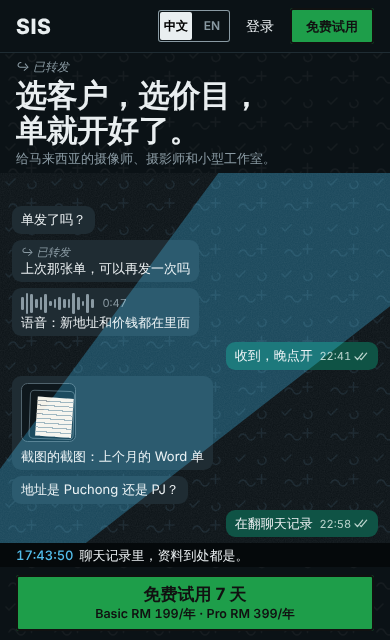 SIS
中文
EN
登录
免费试用
已转发
选客户，选价目，
单就开好了。
给马来西亚的摄像师、摄影师和小型工作室。
单发了吗？
已转发
上次那张单，可以再发一次吗
0:47
语音：新地址和价钱都在里面
收到，晚点开 22:41
截图的截图：上个月的 Word 单
地址是 Puchong 还是 PJ？
在翻聊天记录 22:58
17:43:50 聊天记录里，资料到处都是。
免费试用 7 天
Basic RM 199/年 · Pro RM 399/年